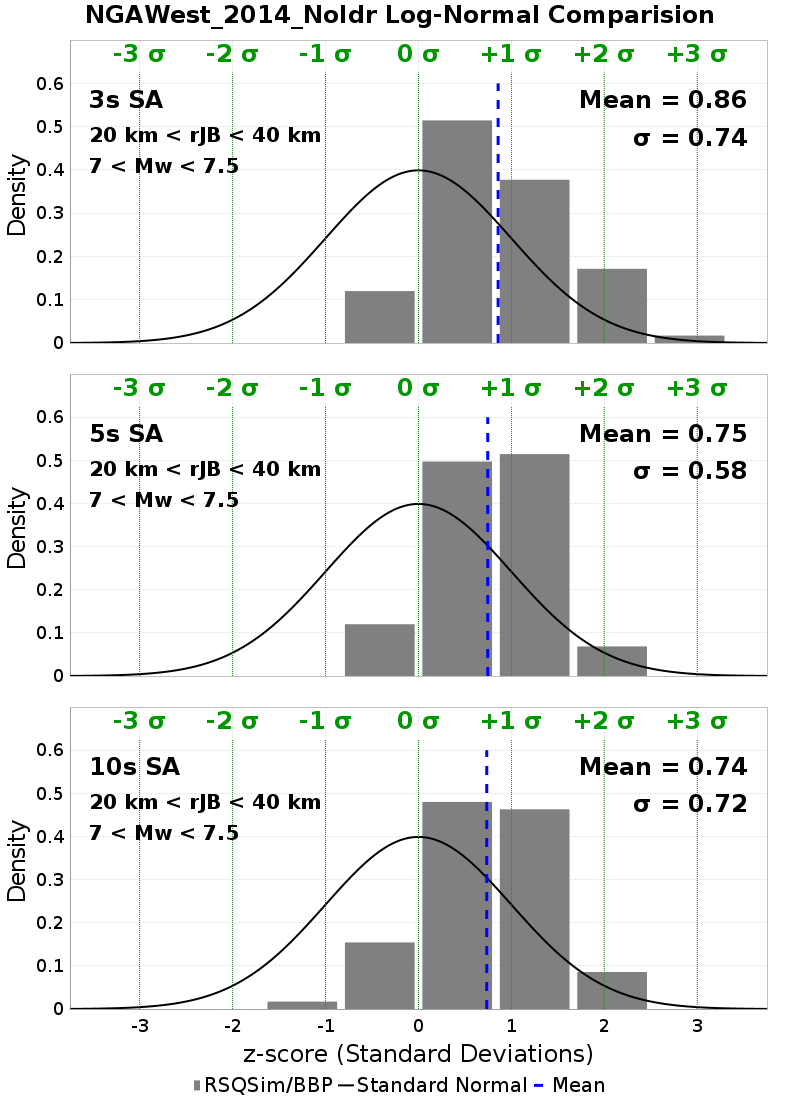 NGAWest_2014_NoIdr Log-Normal Comparision
-3 σ -2 σ -1 σ 0 σ +1 σ +2 σ +3 σ
0.6
3s SA
Mean = 0.86
0.5
20 km < rJB < 40 km
σ = 0.74
7 < Mw < 7.5
0.4
0.3
0.2
0.1
0
Density
-3 σ -2 σ -1 σ 0 σ +1 σ +2 σ +3 σ
0.6
5s SA
Mean = 0.75
0.5
20 km < rJB < 40 km
σ = 0.58
7 < Mw < 7.5
0.4
0.3
0.2
0.1
0
Density
-3 σ -2 σ -1 σ 0 σ +1 σ +2 σ +3 σ
0.6
10s SA
Mean = 0.74
0.5
20 km < rJB < 40 km
σ = 0.72
7 < Mw < 7.5
0.4
0.3
0.2
0.1
0
Density
-3 -2 -1 0 1 2 3
z-score (Standard Deviations)
RSQSim/BBP Standard Normal Mean